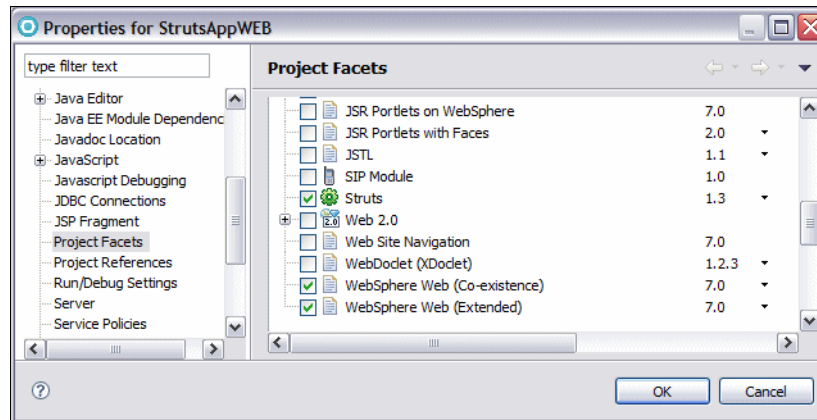 Properties for StrutsAppWEB
type filter text
Java Editor
Java EE Module Dependenc
Javadoc Location
JavaScript
Javascript Debugging
JDBC Connections
JSP Fragment
Project Facets
Project References
Run/Debug Settings
Server
Service Policies
Project Facets
JSR Portlets on WebSphere 7.0
JSR Portlets with Faces 2.0
JSTL 1.1
SIP Module 1.0
Struts 1.3
2.0 Web 2.0
Web Site Navigation 7.0
WebDoclet (XDoclet) 1.2.3
WebSphere Web (Co-existence) 7.0
WebSphere Web (Extended) 7.0
?
OK Cancel